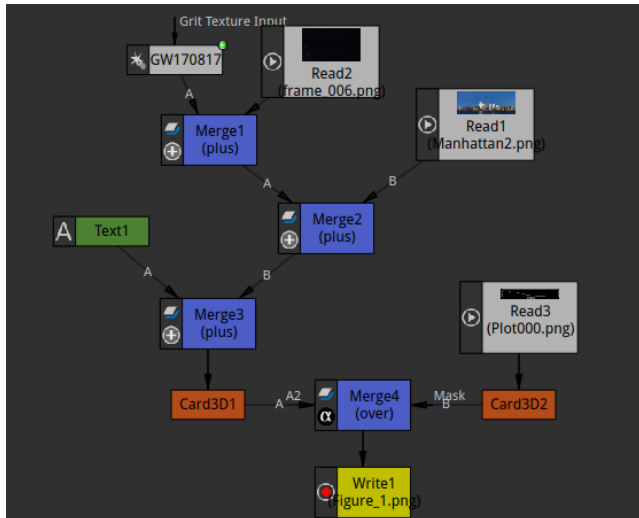 Grit Texture Input
GW170817
Read2
(frame_006.png)
A
Merge1
(plus)
Read1
(Manhattan2.png)
A
B
Merge2
(plus)
A
Text1
A
B
Merge3
(plus)
Read3
(Plot000.png)
Card3D1
A
A2
Merge4
(over)
α
Mask
B
Card3D2
Write1
(Figure_1.png)